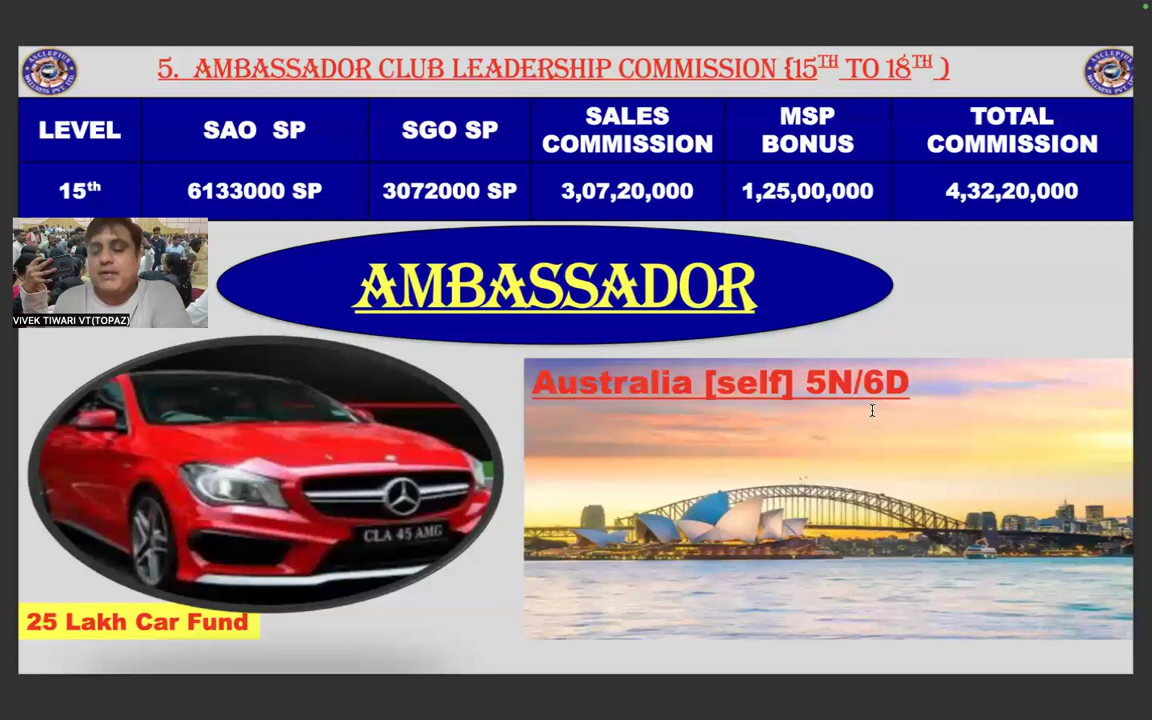 5. AMBASSADOR CLUB LEADERSHIP COMMISSION {15TH TO 18TH )
LEVEL SAO SP SGO SP SALES COMMISSION MSP BONUS TOTAL COMMISSION
15th 6133000 SP 3072000 SP 3,07,20,000 1,25,00,000 4,32,20,000
VIVEK TIWARI VT(TOPAZ)
AMBASSADOR
Australia [self] 5N/6D
CLA 45 AMG
25 Lakh Car Fund